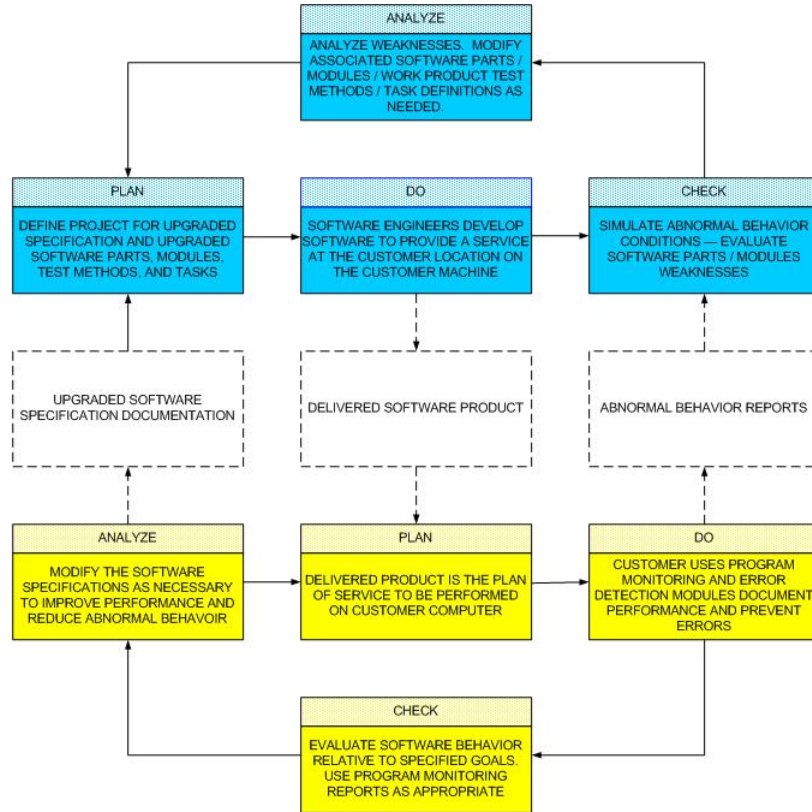 ANALYZE
ANALYZE WEAKNESSES. MODIFY
ASSOCIATED SOFTWARE PARTS /
MODULES / WORK PRODUCT TEST
METHODS / TASK DEFINITIONS AS
NEEDED.
PLAN
DEFINE PROJECT FOR UPGRADED
SPECIFICATION AND UPGRADED
SOFTWARE PARTS, MODULES,
TEST METHODS, AND TASKS
DO
SOFTWARE ENGINEERS DEVELOP
SOFTWARE TO PROVIDE A SERVICE
AT THE CUSTOMER LOCATION ON
THE CUSTOMER MACHINE
CHECK
SIMULATE ABNORMAL BEHAVIOR
CONDITIONS — EVALUATE
SOFTWARE PARTS / MODULES
WEAKNESSES
UPGRADED SOFTWARE
SPECIFICATION DOCUMENTATION
DELIVERED SOFTWARE PRODUCT
ABNORMAL BEHAVIOR REPORTS
ANALYZE
MODIFY THE SOFTWARE
SPECIFICATIONS AS NECESSARY
TO IMPROVE PERFORMANCE AND
REDUCE ABNORMAL BEHAVOIR
PLAN
DELIVERED PRODUCT IS THE PLAN
OF SERVICE TO BE PERFORMED
ON CUSTOMER COMPUTER
DO
CUSTOMER USES PROGRAM
MONITORING AND ERROR
DETECTION MODULES DOCUMENT
PERFORMANCE AND PREVENT
ERRORS
CHECK
EVALUATE SOFTWARE BEHAVIOR
RELATIVE TO SPECIFIED GOALS.
USE PROGRAM MONITORING
REPORTS AS APPROPRIATE